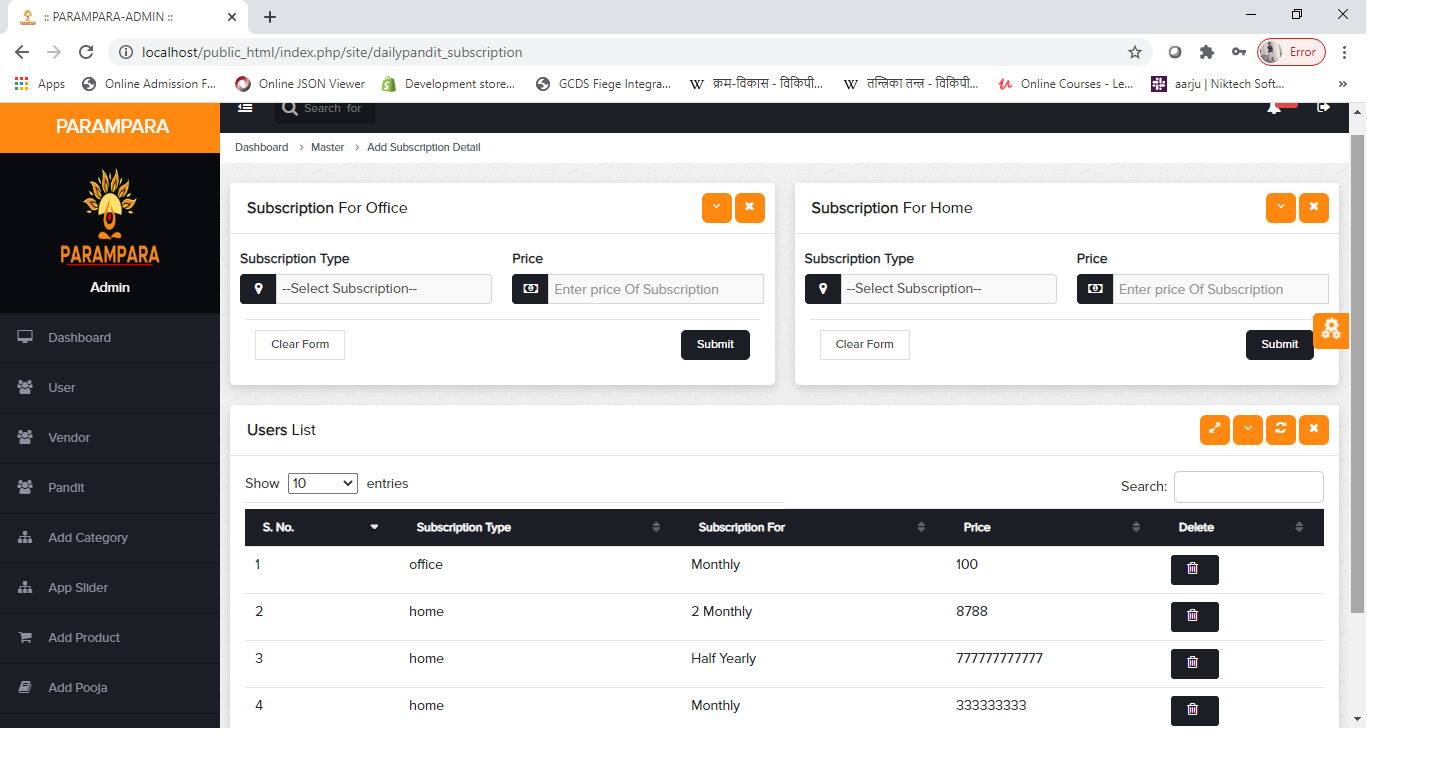 :: PARAMPARA-ADMIN ::
localhost/public_html/index.php/site/dailypandit_subscription
Error
Apps
Online Admission F...
Online JSON Viewer
Development store...
GCDS Fiege Integra...
क्रम-विकास - विकिपी...
तन्त्रिका तन्त्र - विकिपी...
Online Courses - Le...
aarju | Niktech Soft...
»
PARAMPARA
Search for
Dashboard > Master > Add Subscription Detail
PARAMPARA
Admin
Dashboard
User
Vendor
Pandit
Add Category
App Slider
Add Product
Add Pooja
Subscription For Office
Subscription Type Price
--Select Subscription-- Enter price Of Subscription
Clear Form Submit
Subscription For Home
Subscription Type Price
--Select Subscription-- Enter price Of Subscription
Clear Form Submit
Users List
Show 10 entries Search:
S. No. Subscription Type Subscription For Price Delete
1 office Monthly 100
2 home 2 Monthly 8788
3 home Half Yearly 777777777777
4 home Monthly 333333333